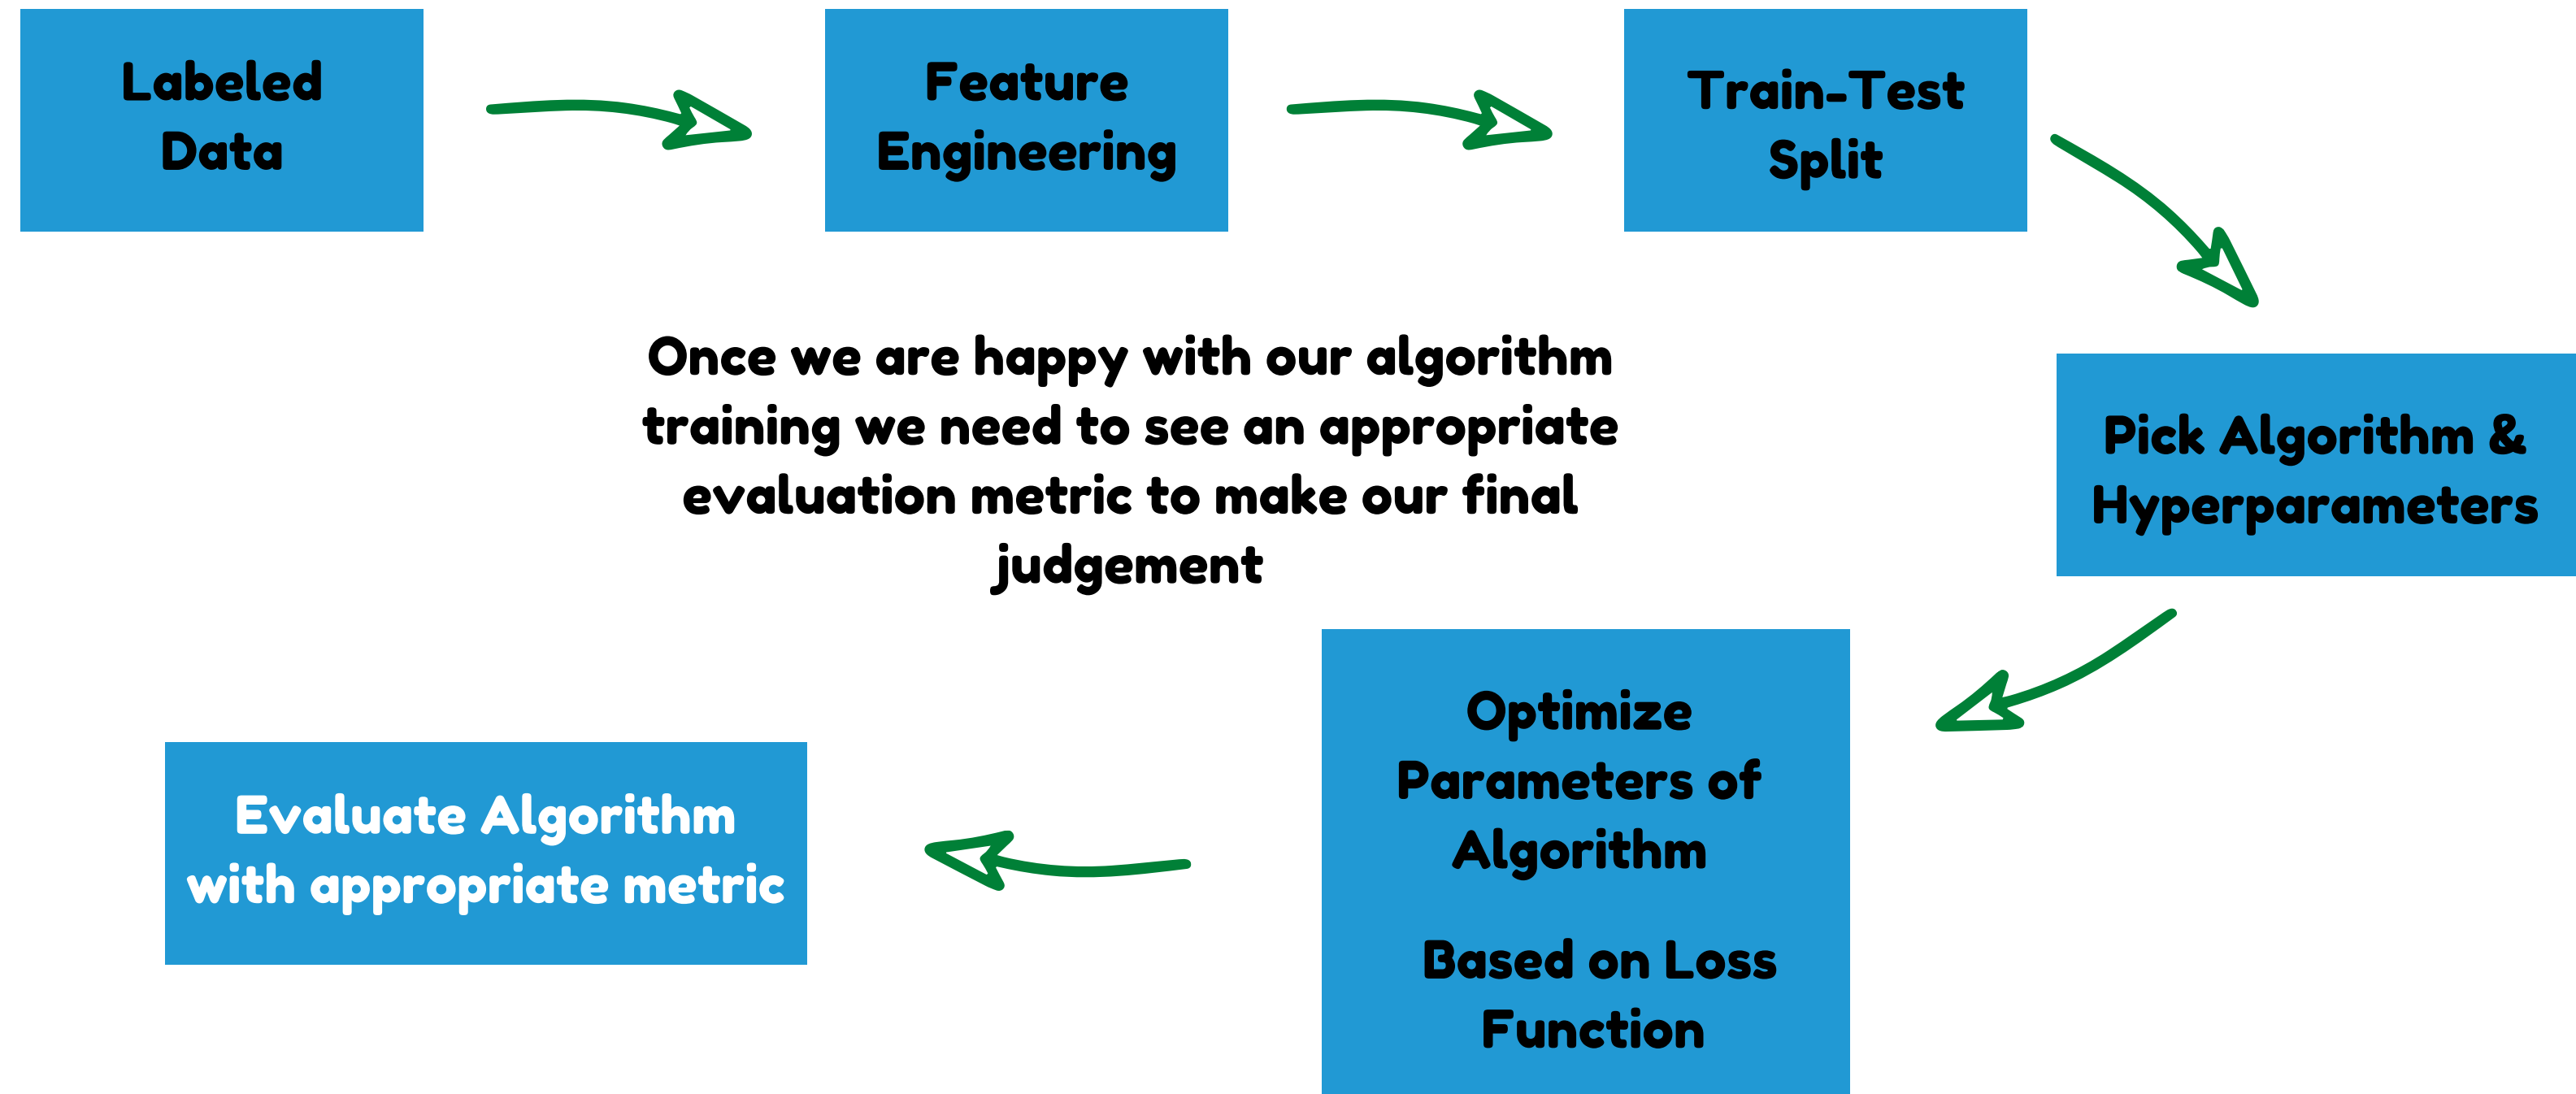 Labeled
Data
Feature
Engineering
Train-Test
Split
Once we are happy with our algorithm
training we need to see an appropriate
evaluation metric to make our final
judgement
Pick Algorithm &
Hyperparameters
Optimize
Parameters of
Algorithm
Based on Loss
Function
Evaluate Algorithm
with appropriate metric